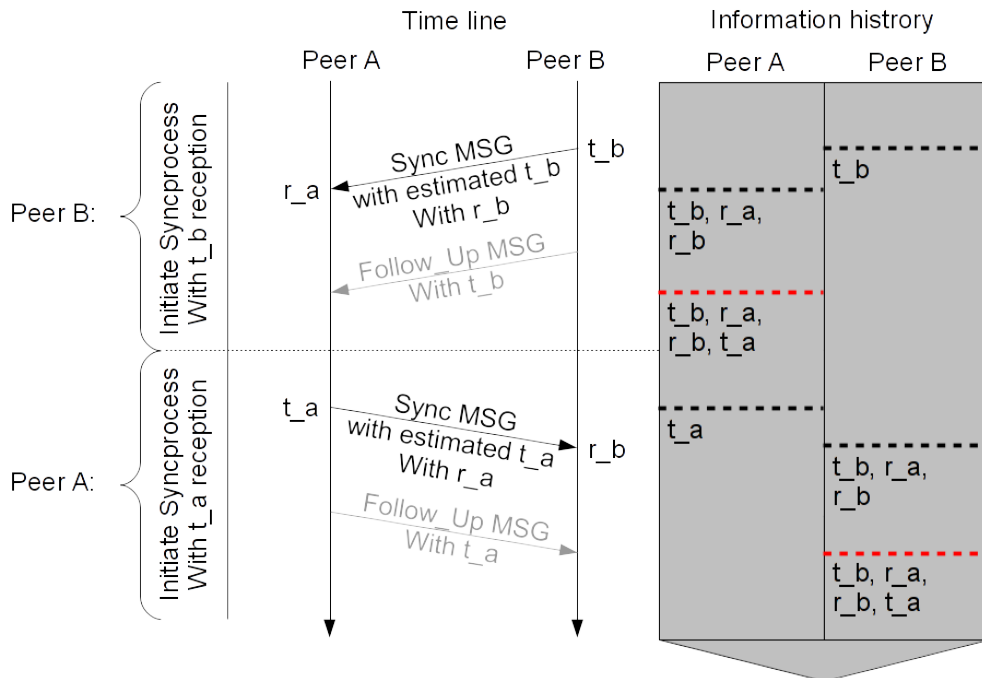 Time line
Information histrory
Peer A
Peer B
Peer A
Peer B
Peer B:
Initiate Syncprocess
With t_b reception
Sync MSG
with estimated t_b
With r_b
t_b
r_a
Follow_Up MSG
With t_b
t_b
t_b, r_a,
r_b
t_b, r_a,
r_b, t_a
Peer A:
Initiate Syncprocess
With t_a reception
t_a
Sync MSG
with estimated t_a
With r_a
r_b
Follow_Up MSG
With t_a
t_a
t_b, r_a,
r_b
t_b, r_a,
r_b, t_a